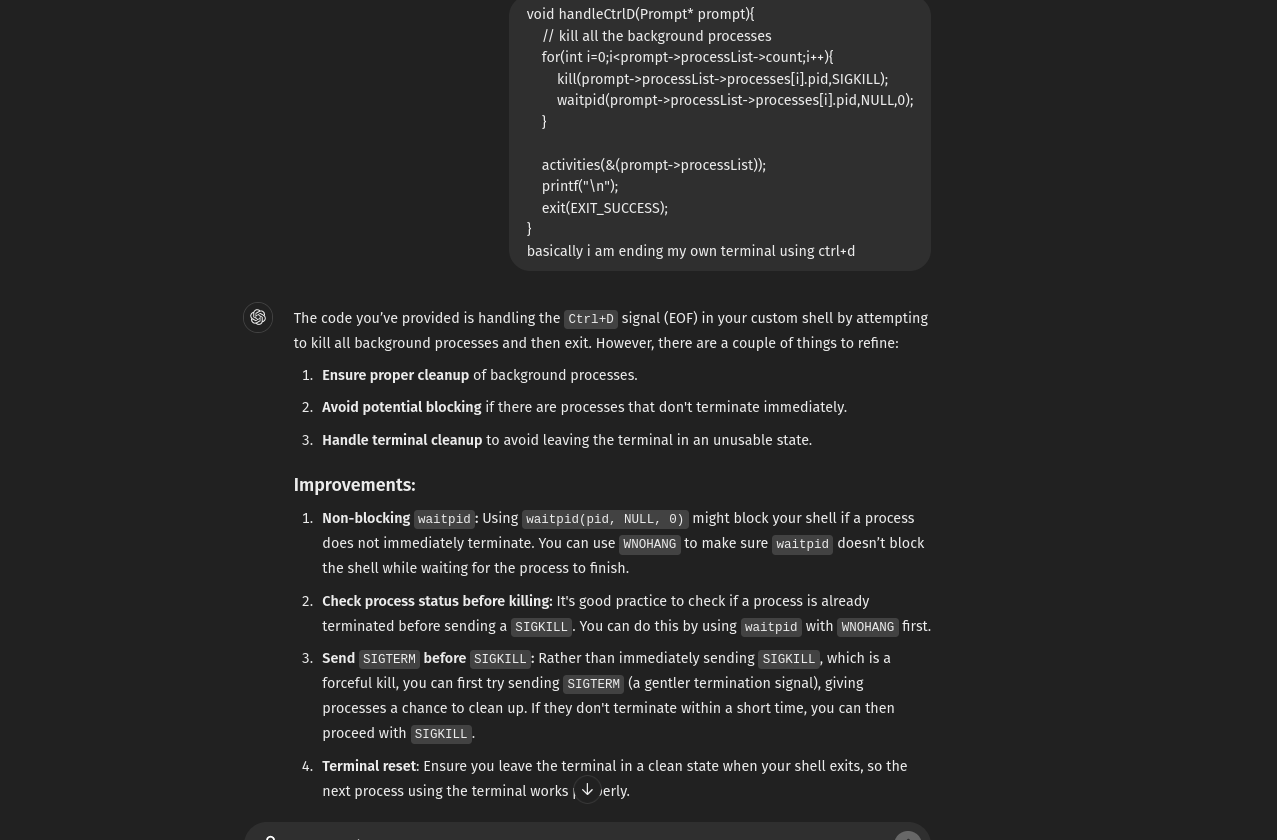 void handleCtrlD(Prompt* prompt){
// kill all the background processes
for(int i=0;i<prompt->processList->count;i++){
kill(prompt->processList->processes[i].pid,SIGKILL);
waitpid(prompt->processList->processes[i].pid,NULL,0);
}
activities(&(prompt->processList));
printf("\n");
exit(EXIT_SUCCESS);
}
basically i am ending my own terminal using ctrl+d
The code you’ve provided is handling the Ctrl+D signal (EOF) in your custom shell by attempting
to kill all background processes and then exit. However, there are a couple of things to refine:
1. Ensure proper cleanup of background processes.
2. Avoid potential blocking if there are processes that don't terminate immediately.
3. Handle terminal cleanup to avoid leaving the terminal in an unusable state.
Improvements:
1. Non-blocking waitpid: Using waitpid(pid, NULL, 0) might block your shell if a process
does not immediately terminate. You can use WNOHANG to make sure waitpid doesn’t block
the shell while waiting for the process to finish.
2. Check process status before killing: It's good practice to check if a process is already
terminated before sending a SIGKILL. You can do this by using waitpid with WNOHANG first.
3. Send SIGTERM before SIGKILL: Rather than immediately sending SIGKILL, which is a
forceful kill, you can first try sending SIGTERM (a gentler termination signal), giving
processes a chance to clean up. If they don't terminate within a short time, you can then
proceed with SIGKILL.
4. Terminal reset: Ensure you leave the terminal in a clean state when your shell exits, so the
next process using the terminal works